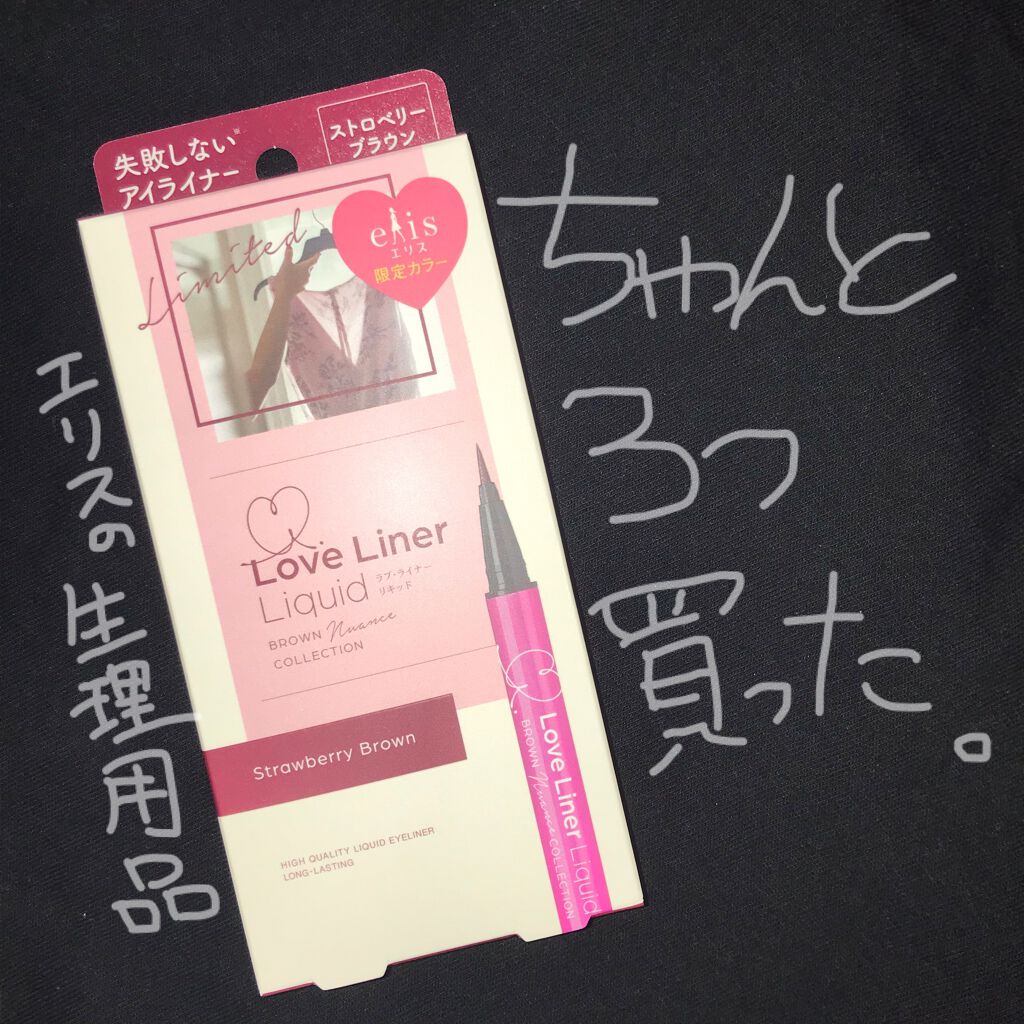 失敗しない※
アイライナー
ストロベリー
ブラウン
Limited
elis
エリス
限定カラー
Love Liner
Liquid ラブ・ライナー
リキッド
BROWN Nuance
COLLECTION
Strawberry Brown
HIGH QUALITY LIQUID EYELINER
LONG-LASTING
Love Liner Liquid
BROWN Nuance COLLECTION
エリスの生理用品
ちゃんと
3つ
買った。